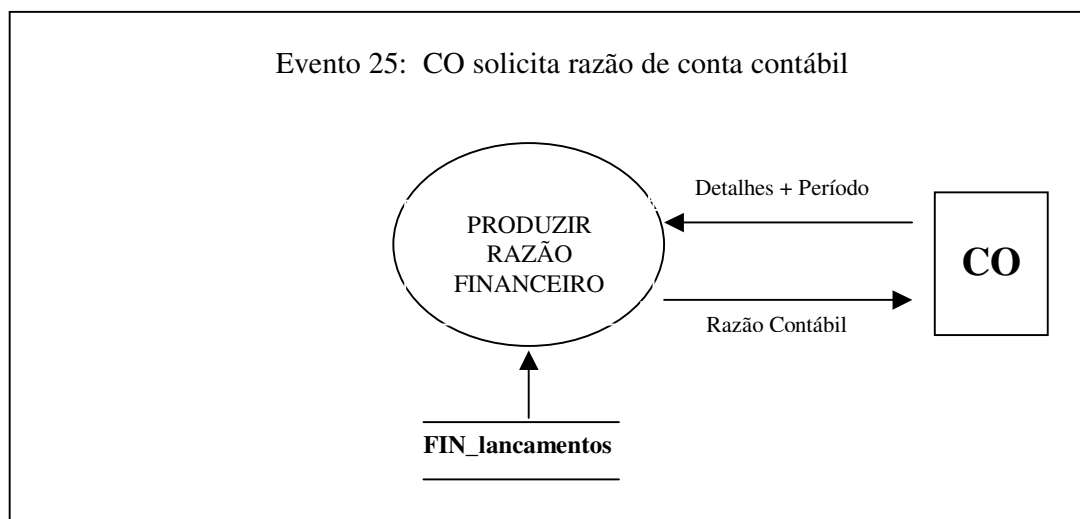 Evento 25: CO solicita razão de conta contábil
Detalhes + Período
PRODUZIR
RAZÃO
FINANCEIRO
CO
Razão Contábil
FIN_lancamentos